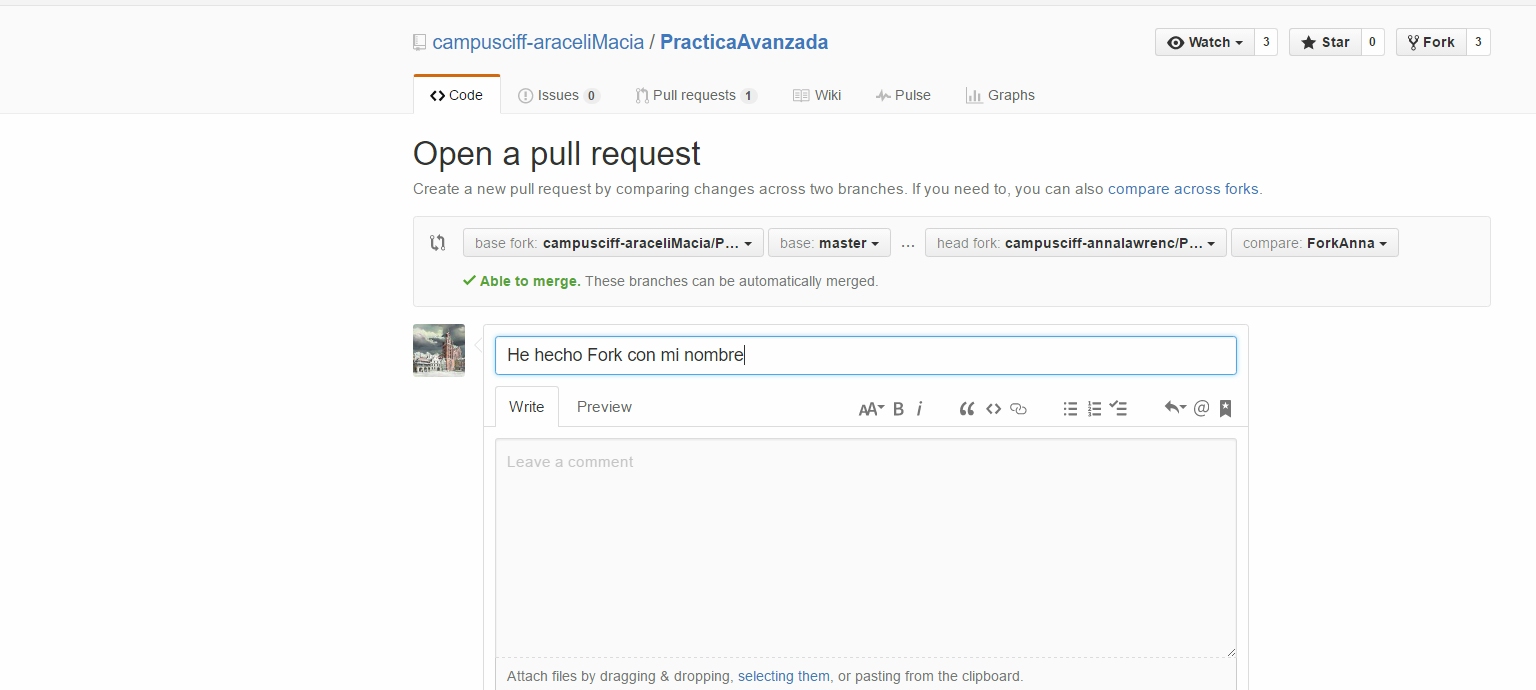 campusciff-araceliMacia / PracticaAvanzada
Watch 3 Star 0 Fork 3
Code Issues 0 Pull requests 1 Wiki Pulse Graphs
Open a pull request
Create a new pull request by comparing changes across two branches. If you need to, you can also compare across forks.
base fork: campusciff-araceliMacia/P... base: master ... head fork: campusciff-annalawrenc/P... compare: ForkAnna
Able to merge. These branches can be automatically merged.
He hecho Fork con mi nombre
Write Preview AA B i @
Leave a comment
Attach files by dragging & dropping, selecting them, or pasting from the clipboard.